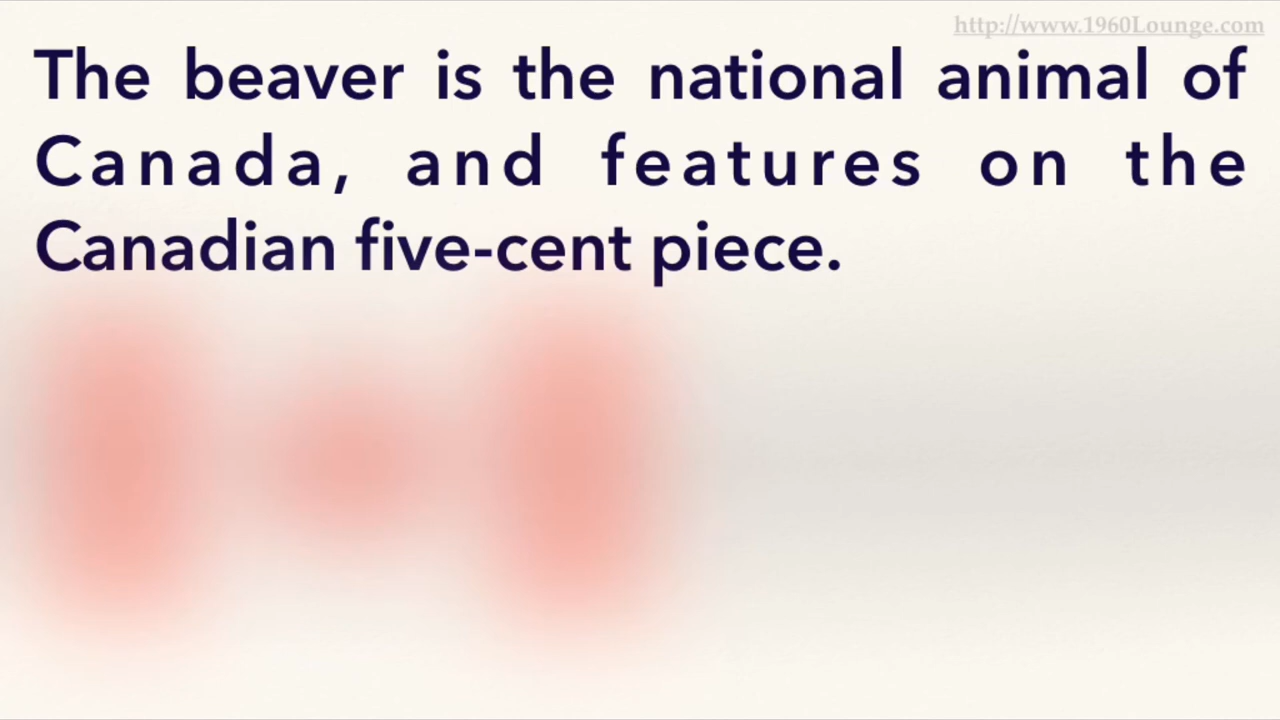 http://www.1960Lounge.com
The beaver is the national animal of
Canada, and features on the
Canadian five-cent piece.